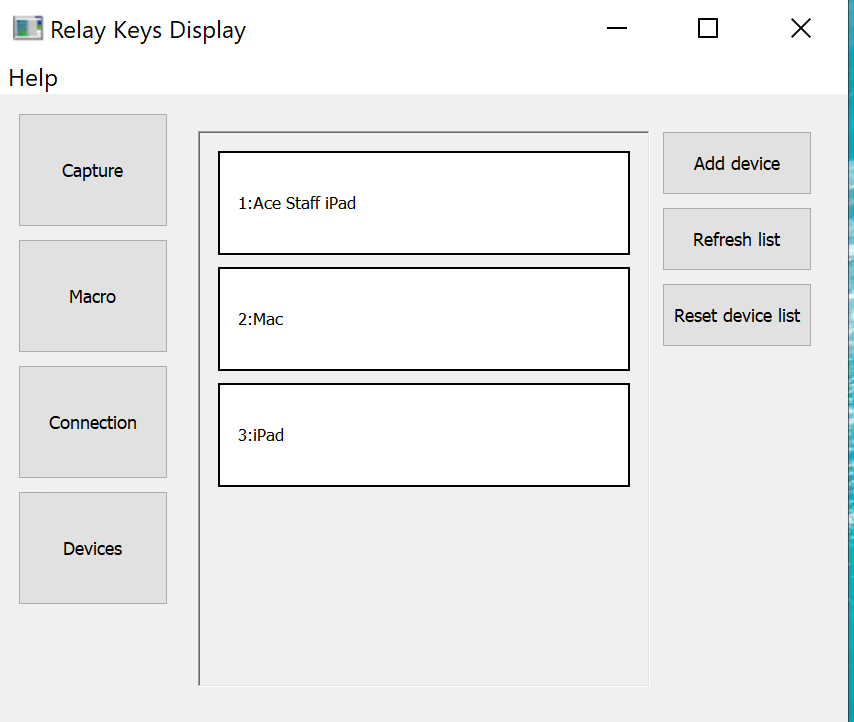 Relay Keys Display
Help
Capture
Macro
Connection
Devices
1:Ace Staff iPad
2:Mac
3:iPad
Add device
Refresh list
Reset device list